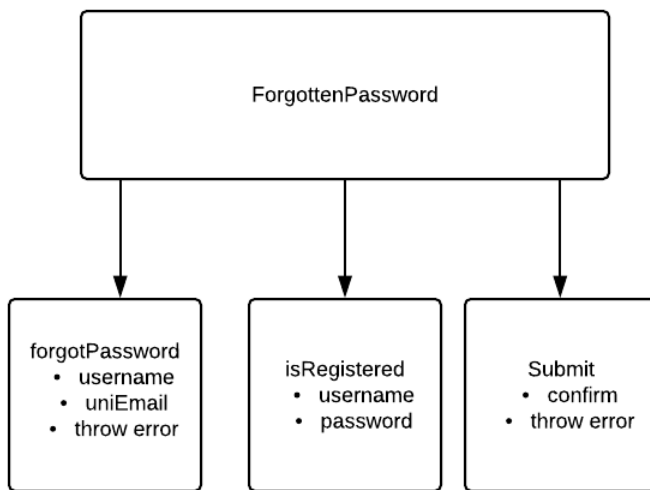 ForgottenPassword
forgotPassword
• username
• uniEmail
• throw error
isRegistered
• username
• password
Submit
• confirm
• throw error